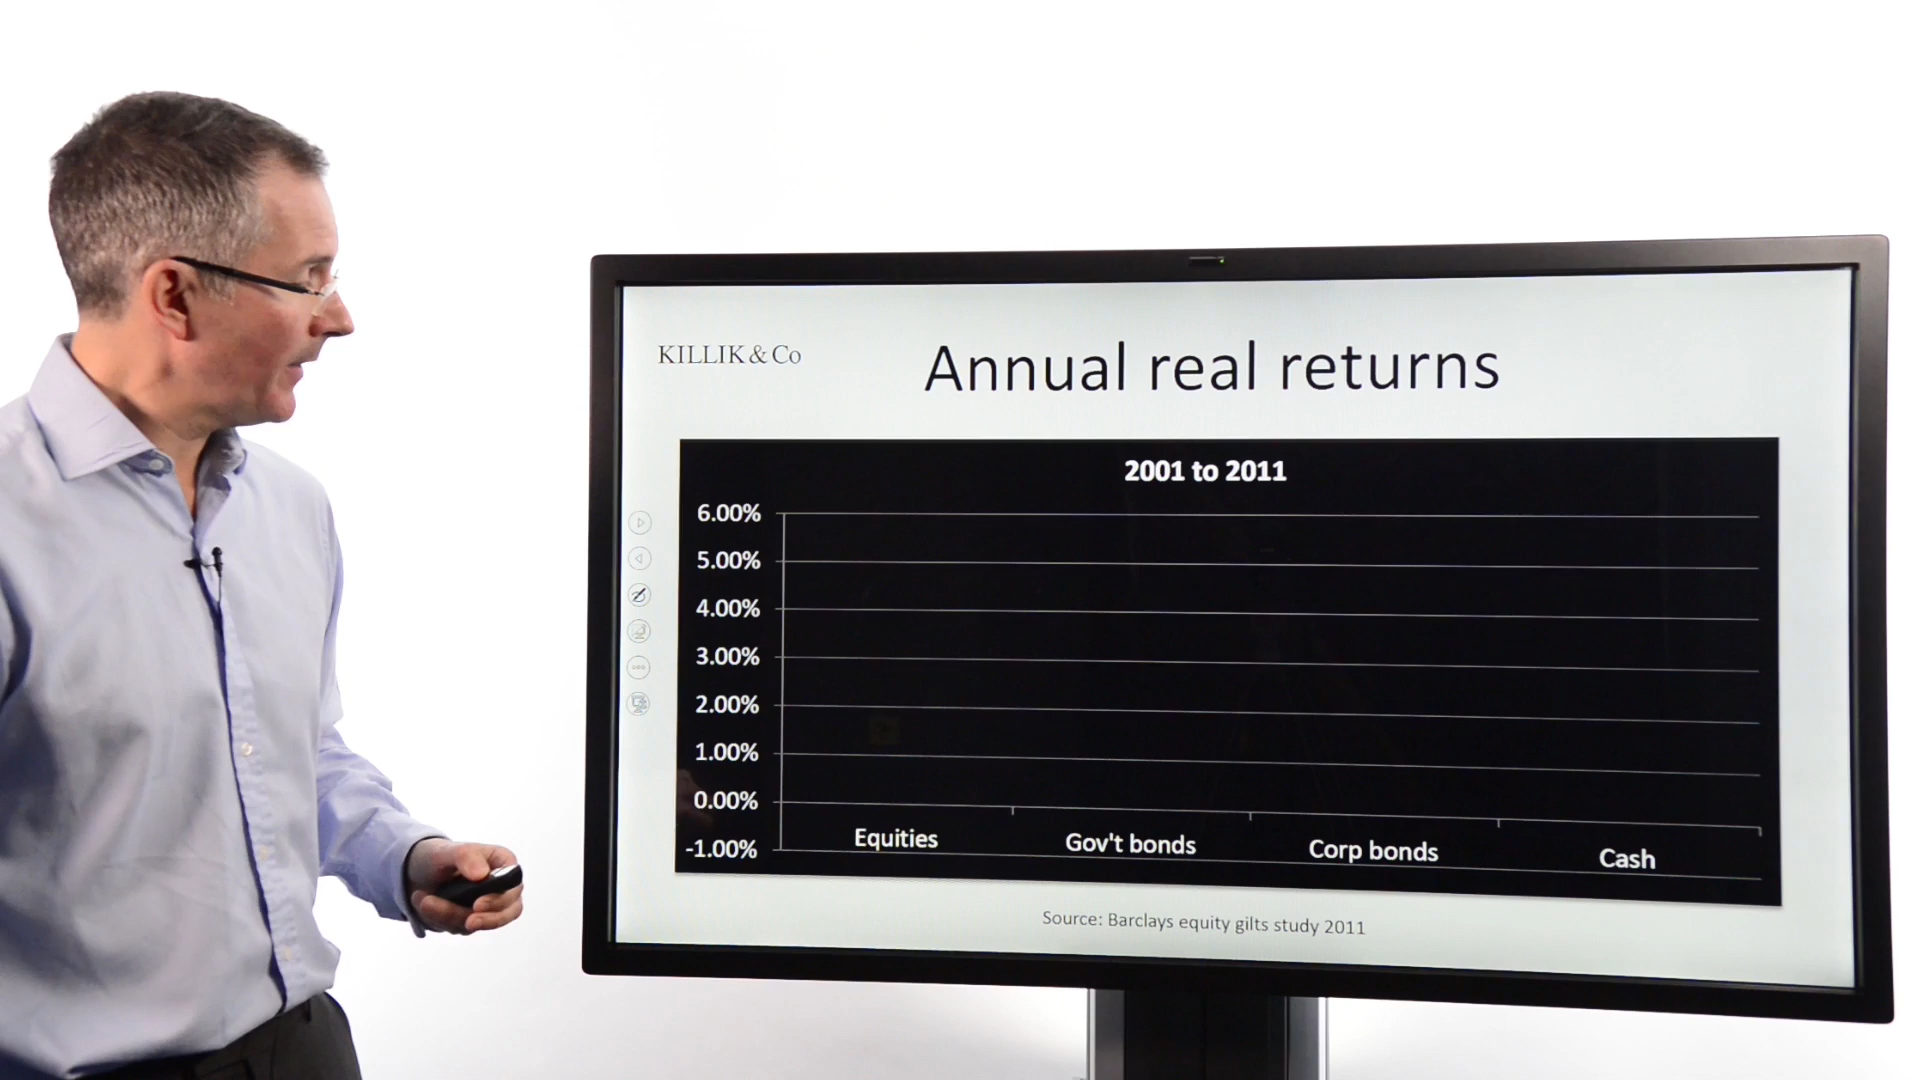 KILLIK & Co
Annual real returns
2001 to 2011
6.00%
5.00%
4.00%
3.00%
2.00%
1.00%
0.00%
-1.00%
Equities
Gov't bonds
Corp bonds
Cash
Source: Barclays equity gilts study 2011